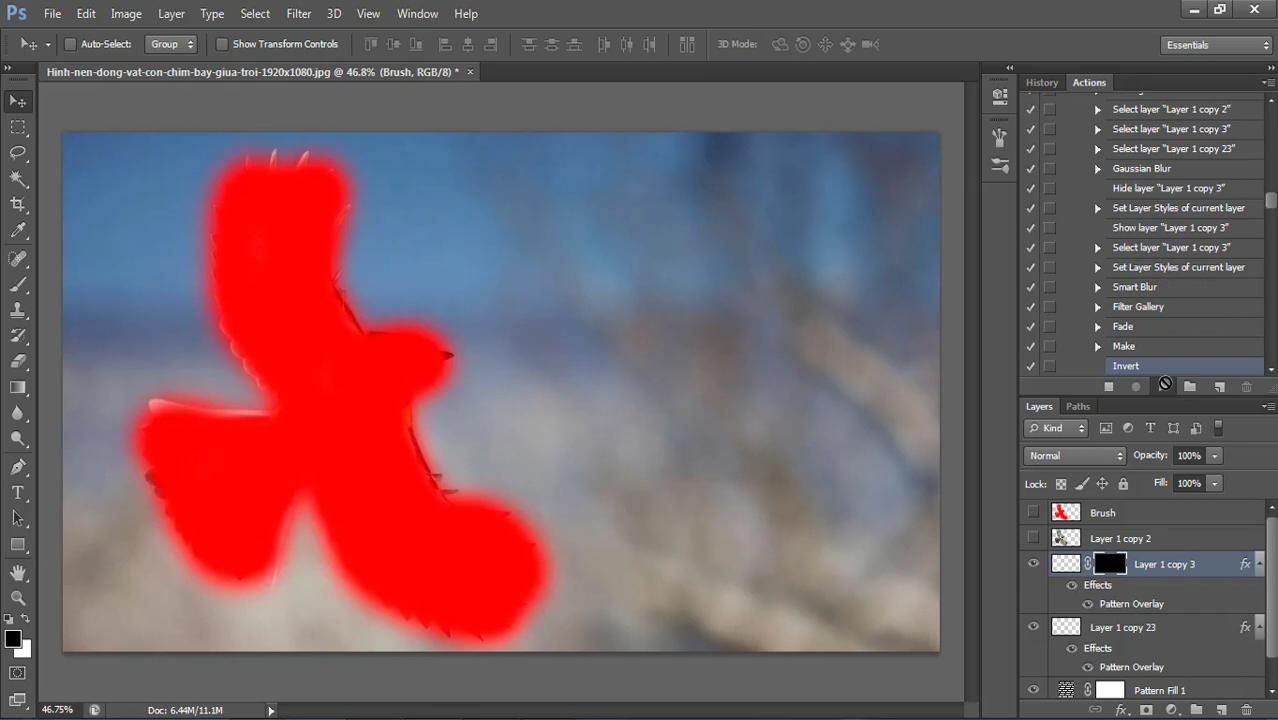 Ps File Edit Image Layer Type Select Filter 3D View Window Help
Auto-Select: Group Show Transform Controls 3D Mode: Essentials
Hinh-nen-dong-vat-con-chim-bay-giua-troi-1920x1080.jpg @ 46.8% (Brush, RGB/8) *
History Actions
Select layer "Layer 1 copy 2"
Select layer "Layer 1 copy 3"
Select layer "Layer 1 copy 23"
Gaussian Blur
Hide layer "Layer 1 copy 3"
Set Layer Styles of current layer
Show layer "Layer 1 copy 3"
Select layer "Layer 1 copy 3"
Set Layer Styles of current layer
Smart Blur
Filter Gallery
Fade
Make
Invert
Layers Paths
Kind
Normal Opacity: 100%
Lock: Fill: 100%
Brush
Layer 1 copy 2
Layer 1 copy 3 fx
Effects
Pattern Overlay
Layer 1 copy 23 fx
Effects
Pattern Overlay
Pattern Fill 1
46.75% Doc: 6.44M/11.1M